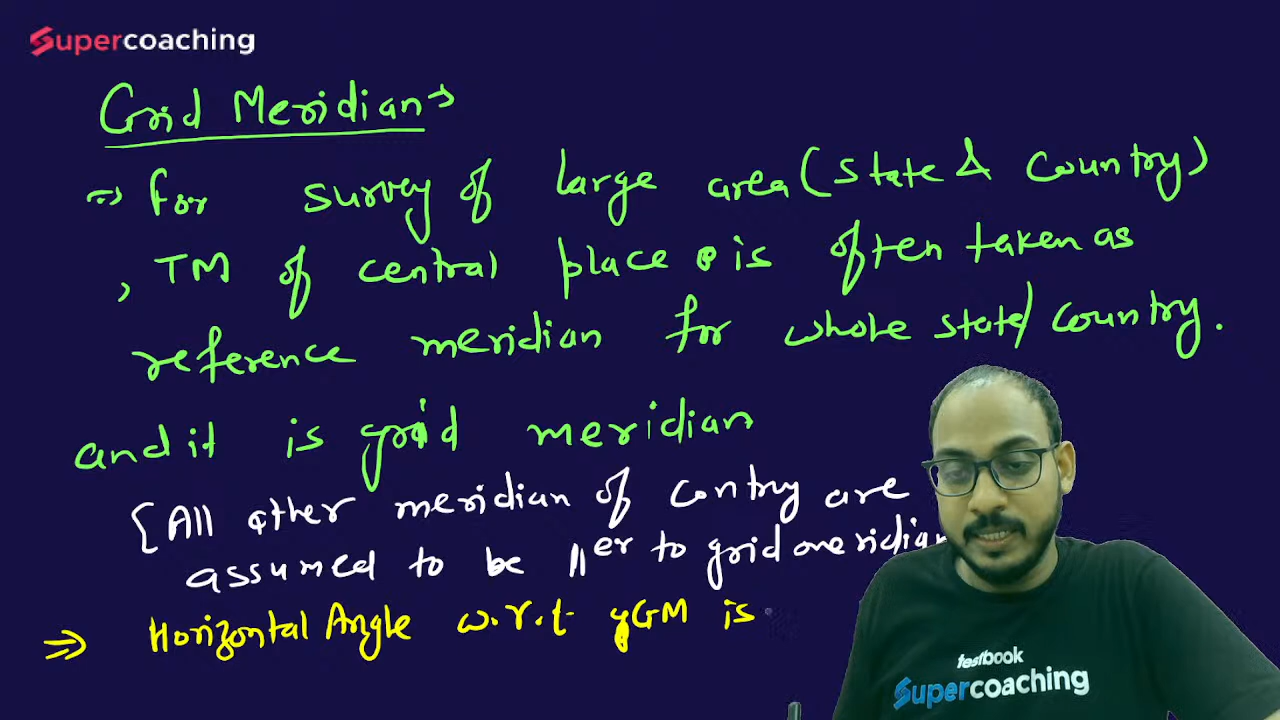 Supercoaching
Grid Meridian→
→ for survey of large area (state & country)
, TM of central place is often taken as
reference meridian for whole state/country.
and it is grid meridian
{All other meridian of contry are
assumed to be ||er to grid meridian
⇒ Horizontal Angle w.r.t GM is
testbook
Supercoaching